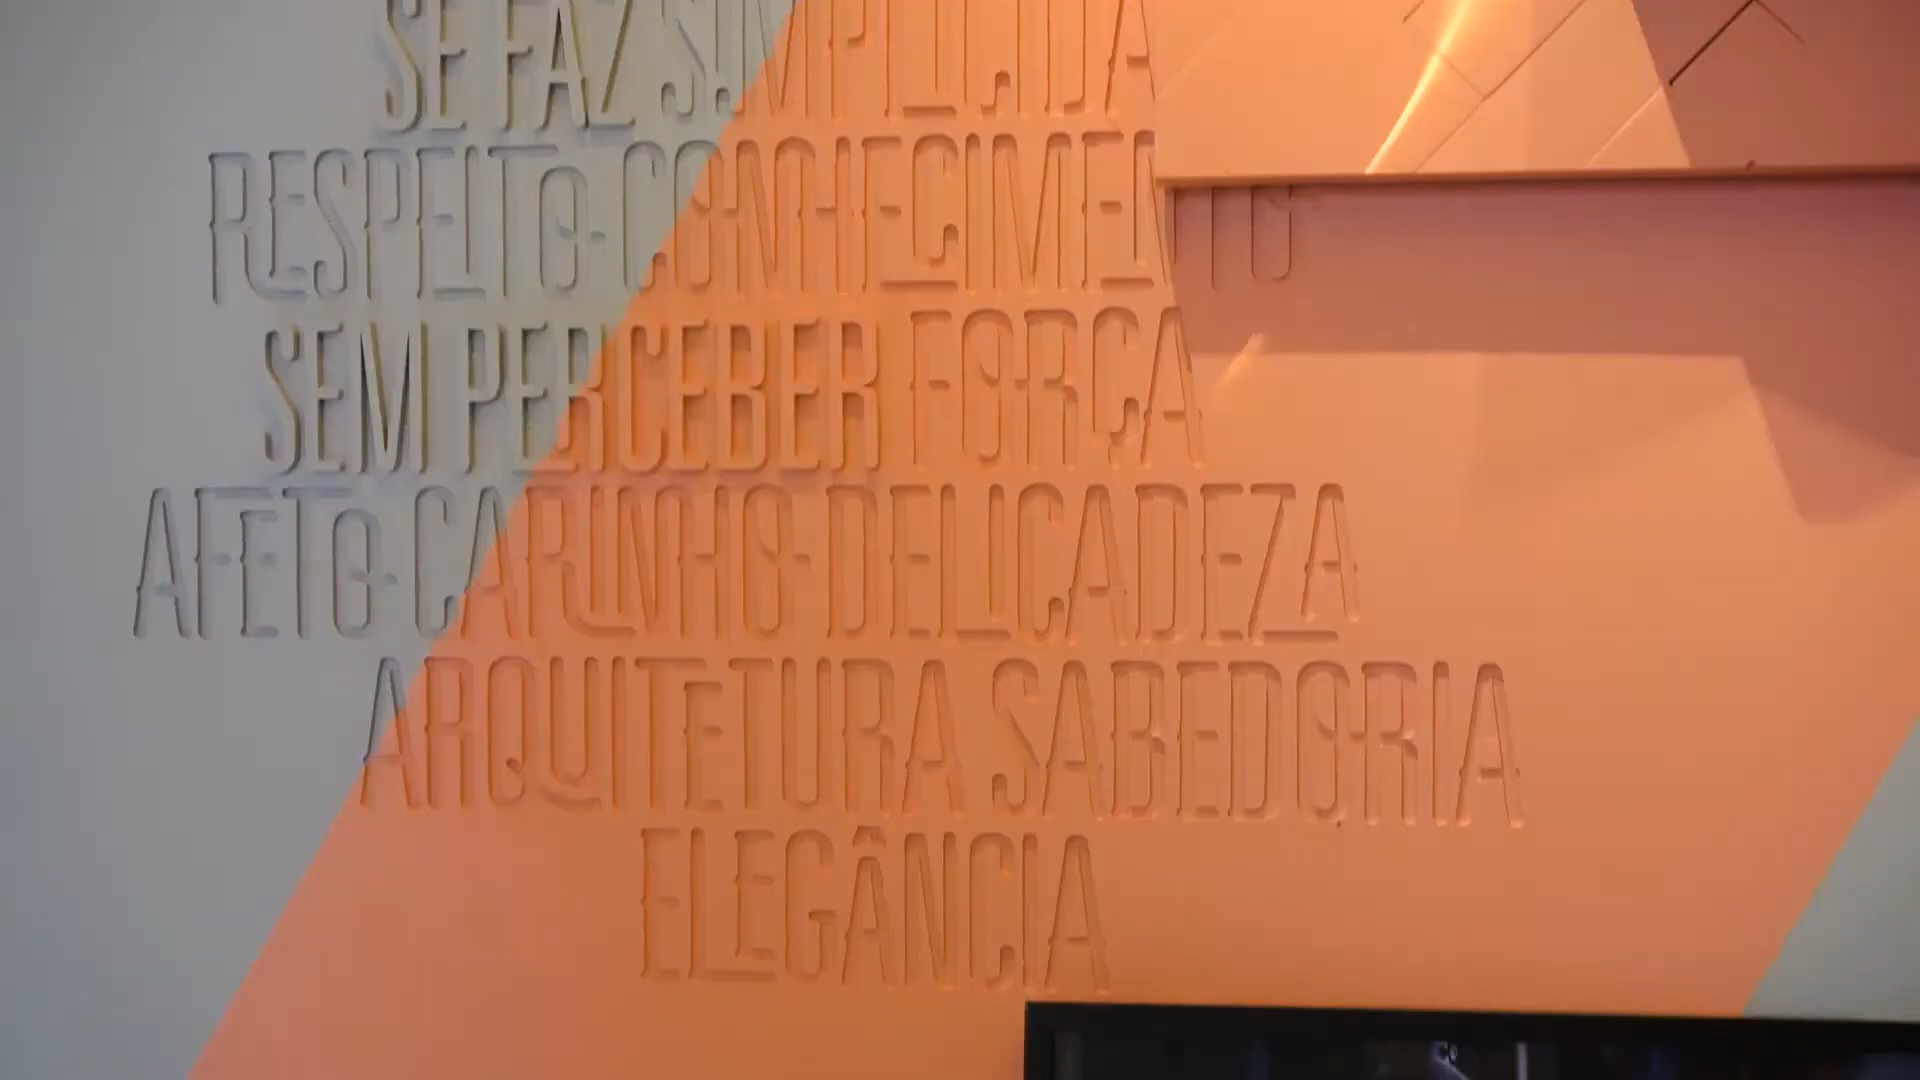 SE FAZ SIMPLICIDA
RESPEITO CONHECIMENTO
SEM PERCEBER FORÇA
AFETO CARINHO DELICADEZA
ARQUITETURA SABEDORIA
ELEGÂNCIA